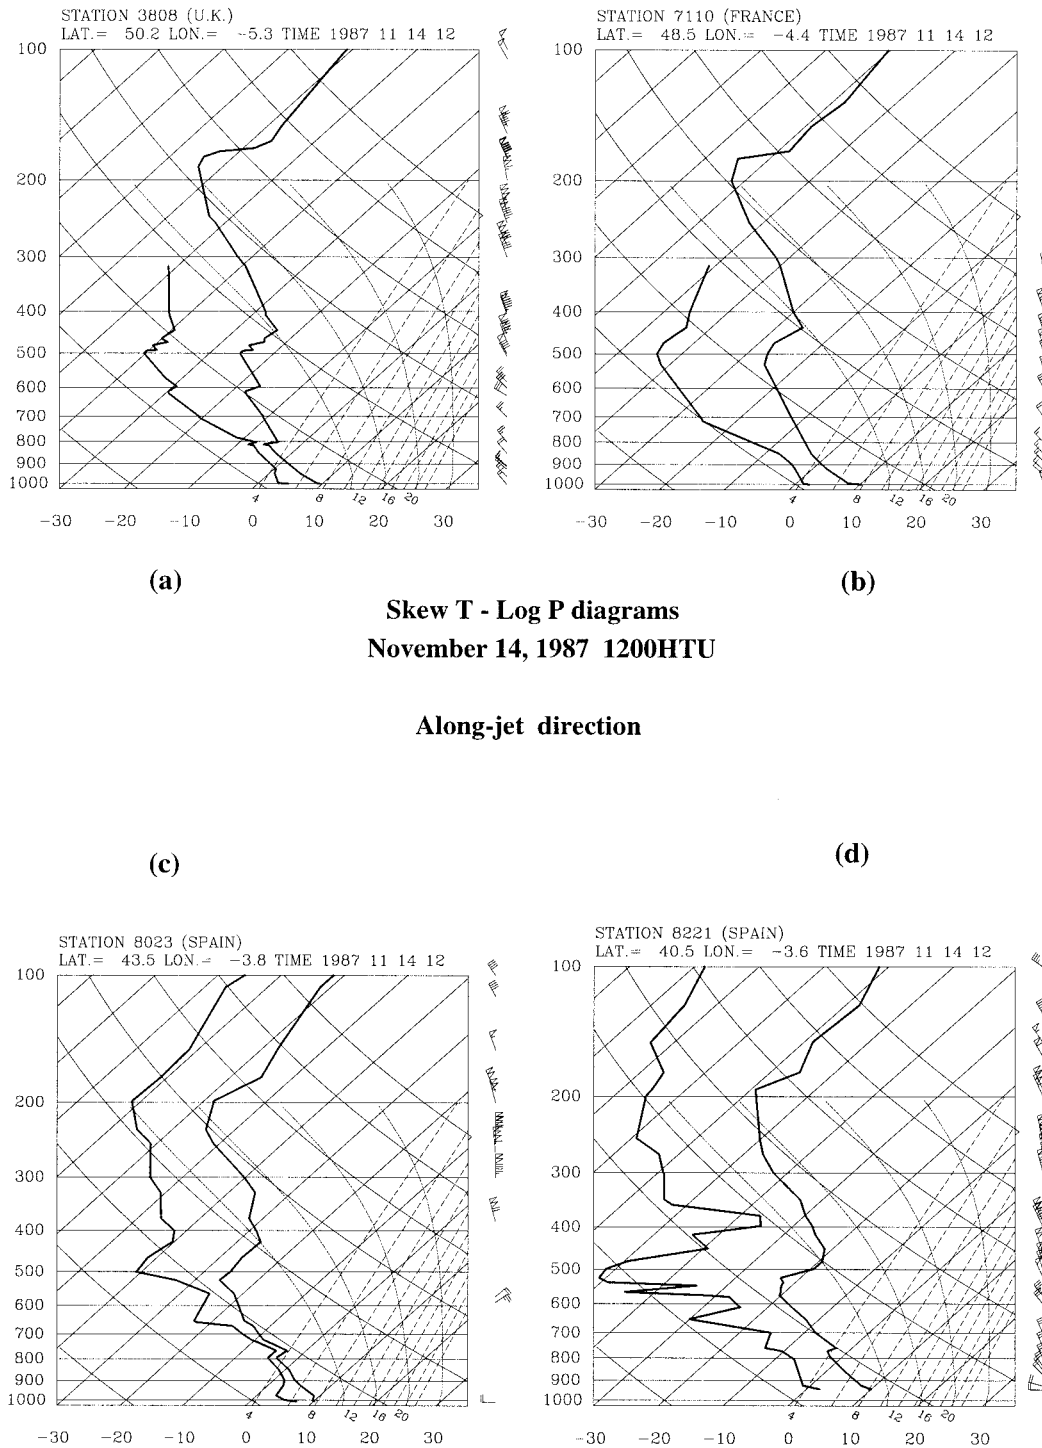 STATION 3808 (U.K.)
LAT.= 50.2 LON.= -5.3 TIME 1987 11 14 12
100
200
300
400
500
600
700
800
900
1000
4 8 12 16 20
-30 -20 -10 0 10 20 30
(a)
STATION 7110 (FRANCE)
LAT.= 48.5 LON.= -4.4 TIME 1987 11 14 12
100
200
300
400
500
600
700
800
900
1000
4 8 12 16 20
-30 -20 -10 0 10 20 30
(b)
Skew T - Log P diagrams
November 14, 1987 1200HTU
Along-jet direction
(c)
(d)
STATION 8023 (SPAIN)
LAT.= 43.5 LON.= -3.8 TIME 1987 11 14 12
100
200
300
400
500
600
700
800
900
1000
4 8 12 16 20
-30 -20 -10 0 10 20 30
STATION 8221 (SPAIN)
LAT.= 40.5 LON.= -3.6 TIME 1987 11 14 12
100
200
300
400
500
600
700
800
900
1000
4 8 12 16 20
-30 -20 -10 0 10 20 30